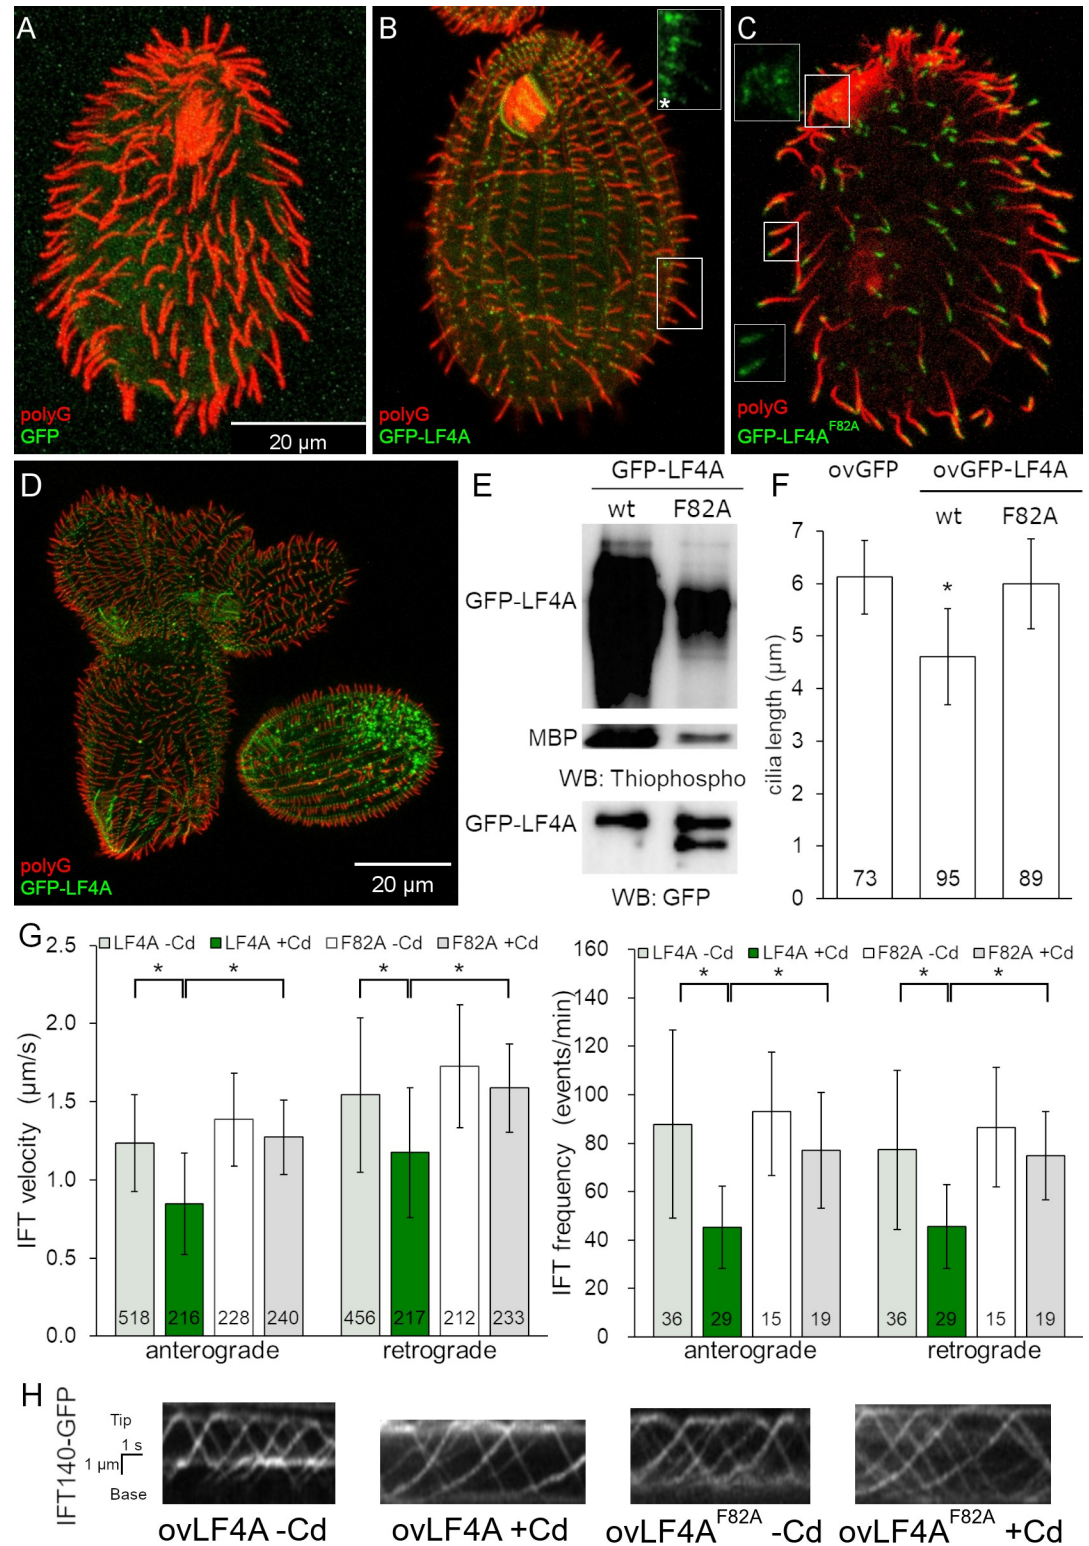 A
polyG
GFP
20 µm
B
*
polyG
GFP-LF4A
C
polyG
GFP-LF4A^F82A
D
polyG
GFP-LF4A
20 µm
E
GFP-LF4A
wt F82A
GFP-LF4A
MBP
WB: Thiophospho
GFP-LF4A
WB: GFP
F
ovGFP ovGFP-LF4A
wt F82A
cilia length (µm)
7
6
5
4
3
2
1
0
*
73 95 89
G
LF4A -Cd LF4A +Cd F82A -Cd F82A +Cd
IFT velocity (µm/s)
2.5
2.0
1.5
1.0
0.5
0.0
* * * *
518 216 228 240 456 217 212 233
anterograde retrograde
LF4A -Cd LF4A +Cd F82A -Cd F82A +Cd
IFT frequency (events/min)
160
140
120
100
80
60
40
20
0
* * * *
36 29 15 19 36 29 15 19
anterograde retrograde
H
IFT140-GFP
Tip
1 s
1 µm
Base
ovLF4A -Cd
ovLF4A +Cd
ovLF4A^F82A -Cd
ovLF4A^F82A +Cd